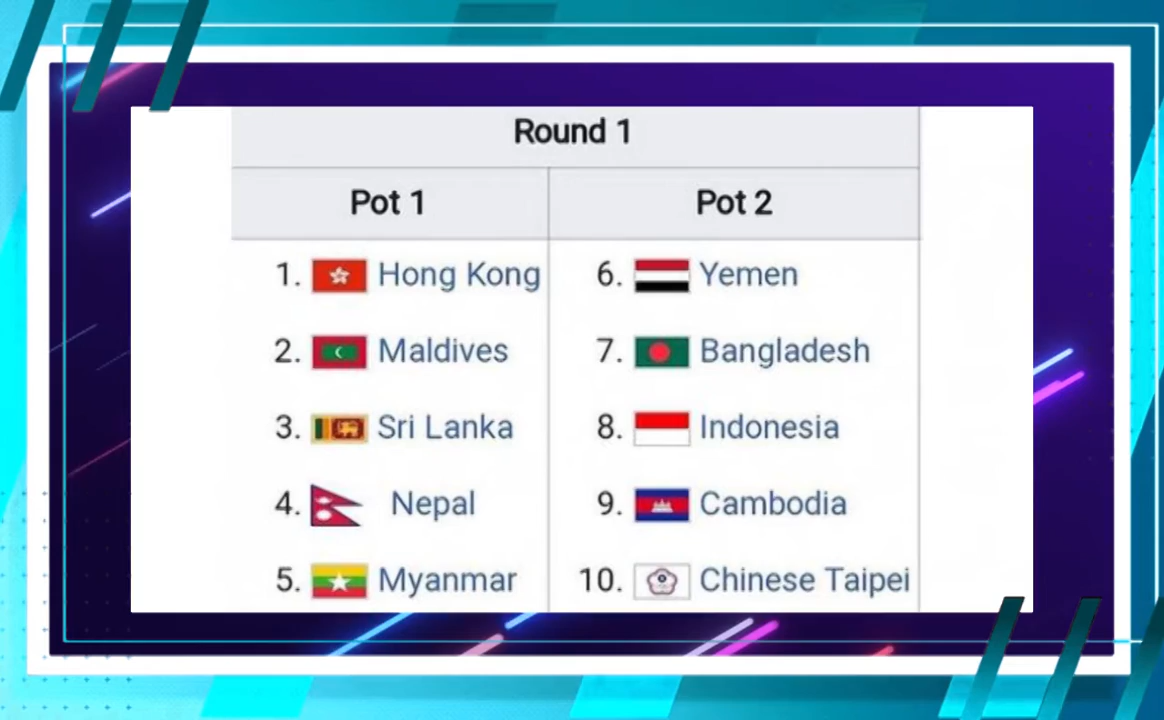 Round 1
Pot 1 Pot 2
1. Hong Kong 6. Yemen
2. Maldives 7. Bangladesh
3. Sri Lanka 8. Indonesia
4. Nepal 9. Cambodia
5. Myanmar 10. Chinese Taipei